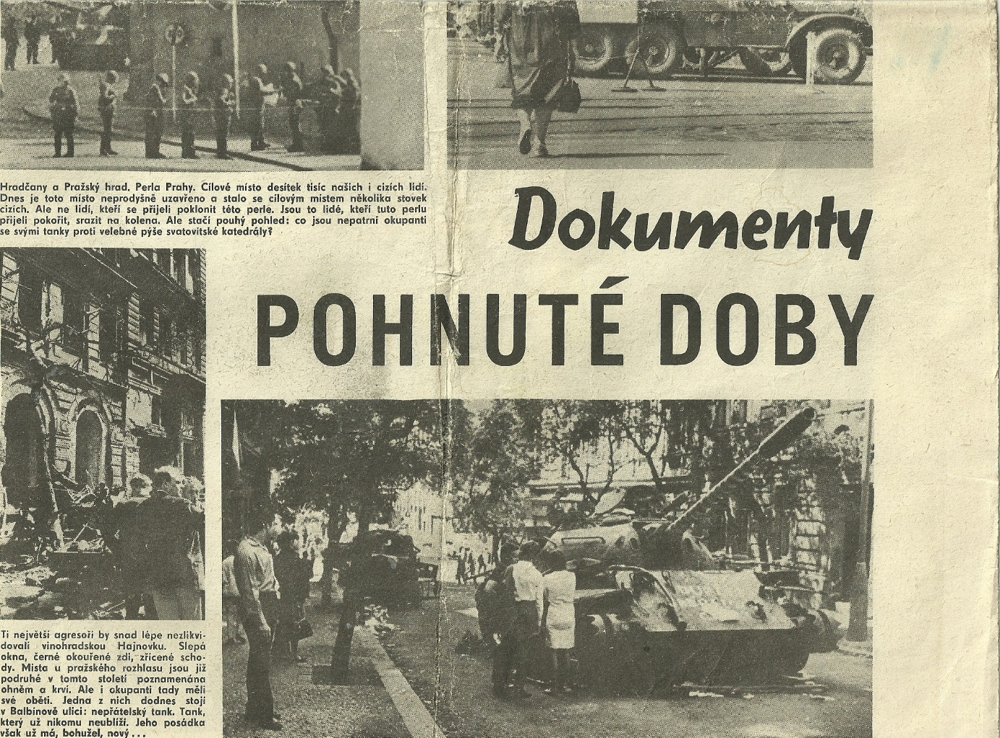 Hradčany a Pražský hrad. Perla Prahy. Cílové místo desítek tisíc našich i cizích lidí.
Dnes je toto místo neprodyšně uzavřeno a stalo se cílovým místem několika stovek
cizích. Ale ne lidí, kteří se přijeli poklonit této perle. Jsou to lidé, kteří tuto perlu
přijeli pokořit, srazit na kolena. Ale stačí pouhý pohled: co jsou nepatrní okupanti
se svými tanky proti velebné pýše svatovítské katedrály?
Dokumenty
POHNUTÉ DOBY
Ti největší agresoři by snad lépe nezlikvi-
dovali vinohradskou Hajnovku. Slepá
okna, černé okouřené zdi, zřícené scho-
dy. Místa u pražského rozhlasu jsou již
podruhé v tomto století poznamenána
ohněm a krví. Ale i okupanti tady měli
své oběti. Jedna z nich dodnes stojí
v Balbínově ulici: nepřátelský tank. Tank,
který už nikomu neublíží. Jeho posádka
však už má, bohužel, nový...